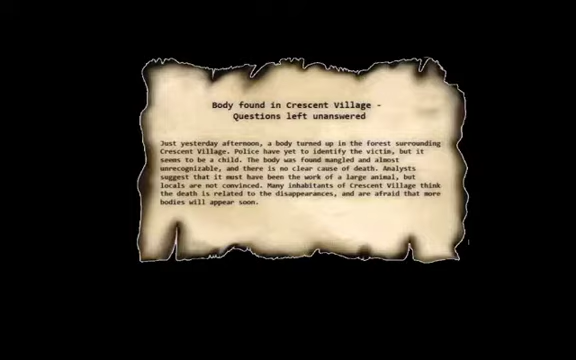 Body found in Crescent Village -
Questions left unanswered
Just yesterday afternoon, a body turned up in the forest surrounding
Crescent Village. Police have yet to identify the victim, but it
seems to be a child. The body was found mangled and almost
unrecognizable, and there is no clear cause of death. Analysts
suggest that it must have been the work of a large animal, but
locals are not convinced. Many inhabitants of Crescent Village think
the death is related to the disappearances, and are afraid that more
bodies will appear soon.